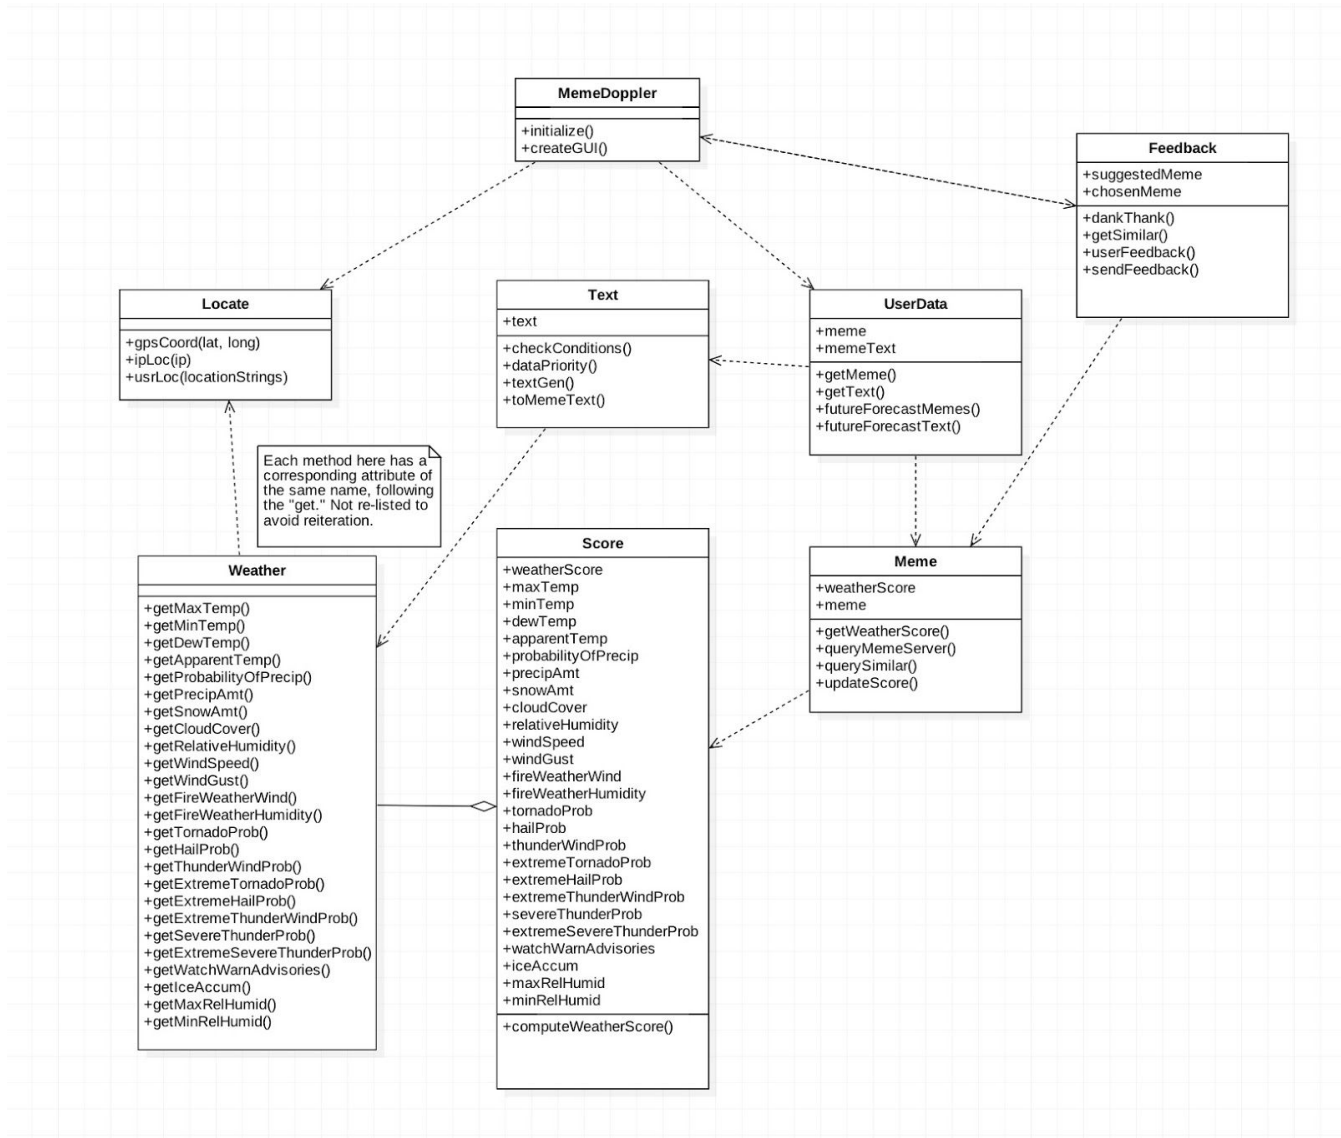 MemeDoppler
+initialize()
+createGUI()
Feedback
+suggestedMeme
+chosenMeme
+dankThank()
+getSimilar()
+userFeedback()
+sendFeedback()
Locate
+gpsCoord(lat, long)
+ipLoc(ip)
+usrLoc(locationStrings)
Text
+text
+checkConditions()
+dataPriority()
+textGen()
+toMemeText()
UserData
+meme
+memeText
+getMeme()
+getText()
+futureForecastMemes()
+futureForecastText()
Each method here has a
corresponding attribute of
the same name, following
the "get." Not re-listed to
avoid reiteration.
Weather
+getMaxTemp()
+getMinTemp()
+getDewTemp()
+getApparentTemp()
+getProbabilityOfPrecip()
+getPrecipAmt()
+getSnowAmt()
+getCloudCover()
+getRelativeHumidity()
+getWindSpeed()
+getWindGust()
+getFireWeatherWind()
+getFireWeatherHumidity()
+getTornadoProb()
+getHailProb()
+getThunderWindProb()
+getExtremeTornadoProb()
+getExtremeHailProb()
+getExtremeThunderWindProb()
+getSevereThunderProb()
+getExtremeSevereThunderProb()
+getWatchWarnAdvisories()
+getIceAccum()
+getMaxRelHumid()
+getMinRelHumid()
Score
+weatherScore
+maxTemp
+minTemp
+dewTemp
+apparentTemp
+probabilityOfPrecip
+precipAmt
+snowAmt
+cloudCover
+relativeHumidity
+windSpeed
+windGust
+fireWeatherWind
+fireWeatherHumidity
+tornadoProb
+hailProb
+thunderWindProb
+extremeTornadoProb
+extremeHailProb
+extremeThunderWindProb
+severeThunderProb
+extremeSevereThunderProb
+watchWarnAdvisories
+iceAccum
+maxRelHumid
+minRelHumid
+computeWeatherScore()
Meme
+weatherScore
+meme
+getWeatherScore()
+queryMemeServer()
+querySimilar()
+updateScore()